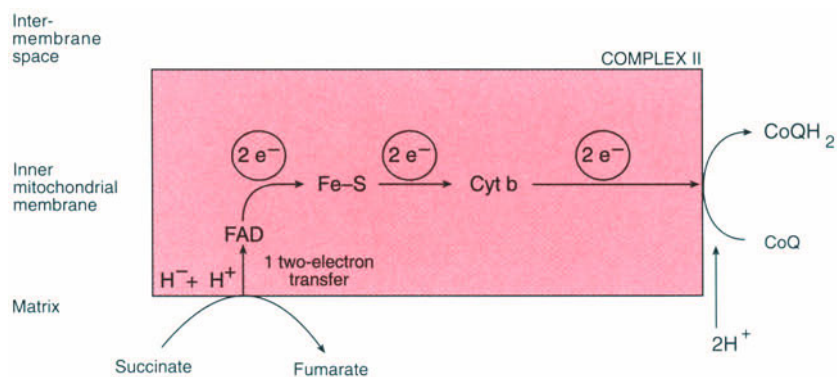 Inter-
membrane
space
COMPLEX II
2 e⁻
2 e⁻
2 e⁻
CoQH₂
Inner
mitochondrial
membrane
Fe–S
Cyt b
FAD
CoQ
H⁻ + H⁺
1 two-electron
transfer
Matrix
2H⁺
Succinate
Fumarate